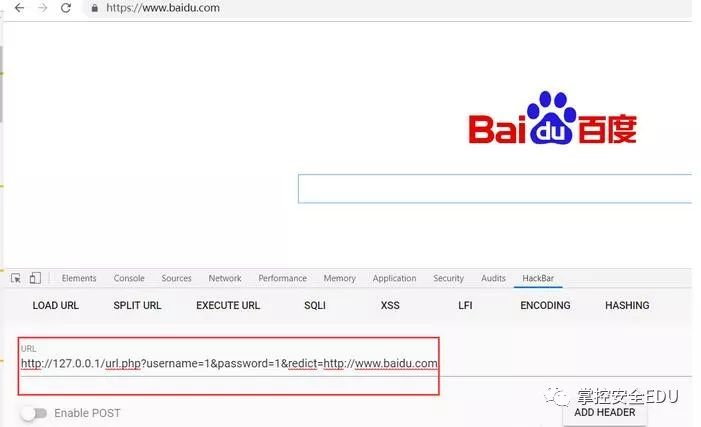 https://www.baidu.com
Bai du 百度
Elements Console Sources Network Performance Memory Application Security Audits HackBar
LOAD URL SPLIT URL EXECUTE URL SQLI XSS LFI ENCODING HASHING
URL
http://127.0.0.1/url.php?username=1&password=1&redict=http://www.baidu.com
Enable POST
掌控安全EDU
ADD HEADER